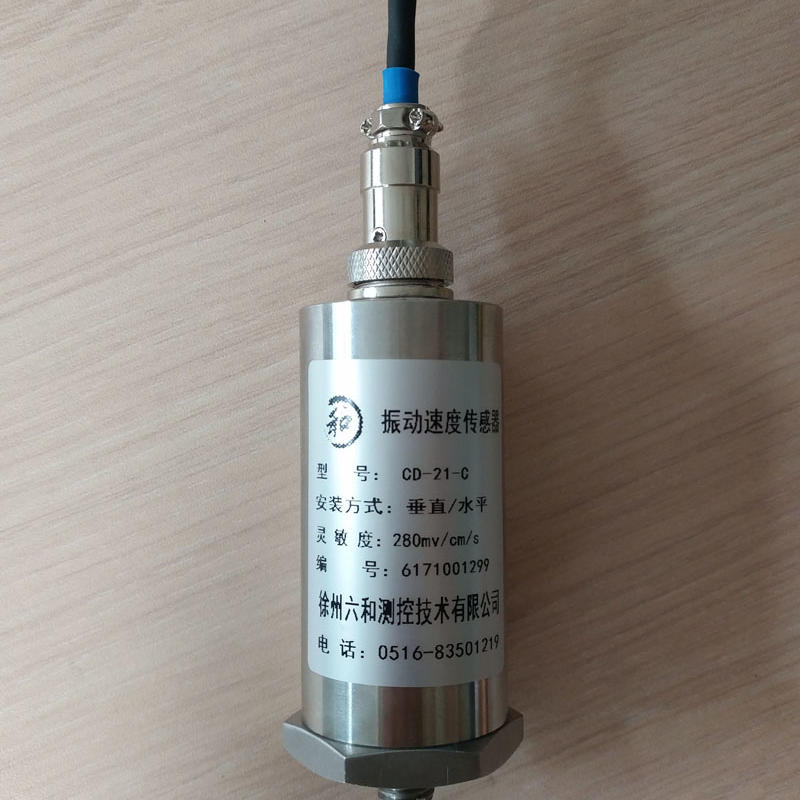 和
振动速度传感器
型 号: CD-21-C
安装方式: 垂直/水平
灵敏度: 280mv/cm/s
编 号: 6171001299
徐州六和测控技术有限公司
电 话: 0516-83501219